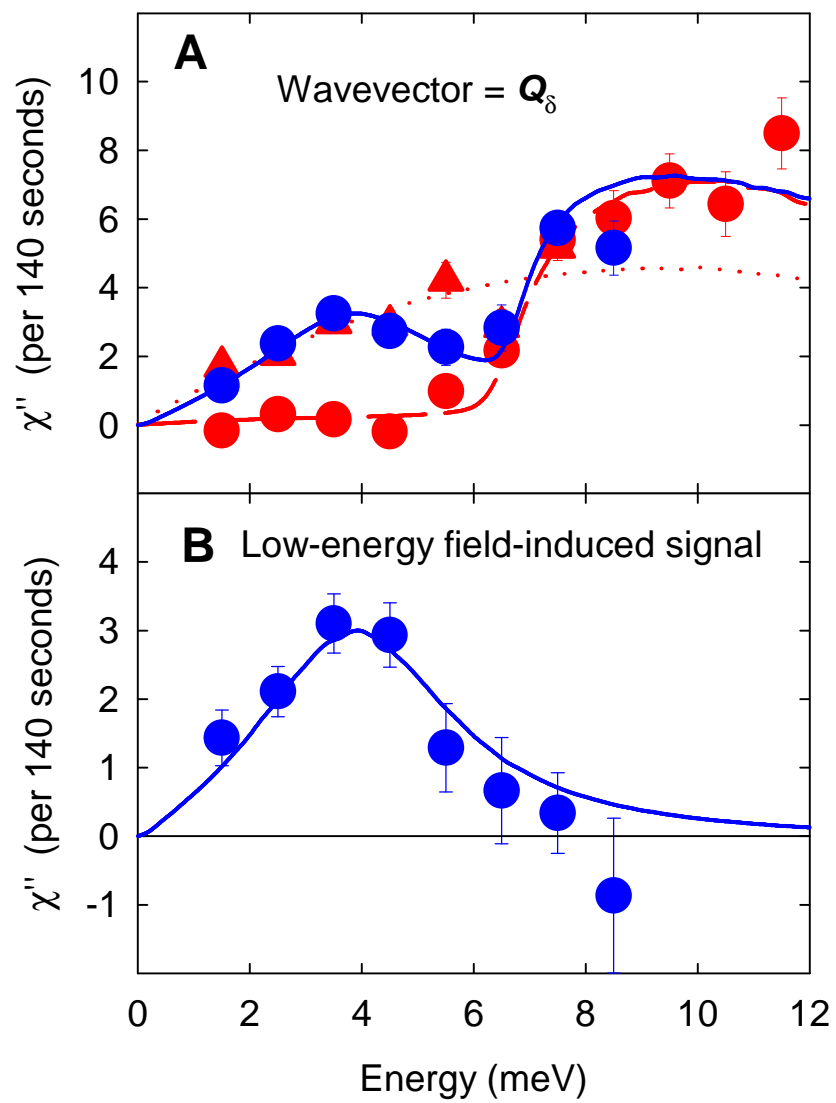 A
Wavevector = Qδ
χ'' (per 140 seconds)
10
8
6
4
2
0
B Low-energy field-induced signal
χ'' (per 140 seconds)
4
3
2
1
0
-1
0 2 4 6 8 10 12
Energy (meV)